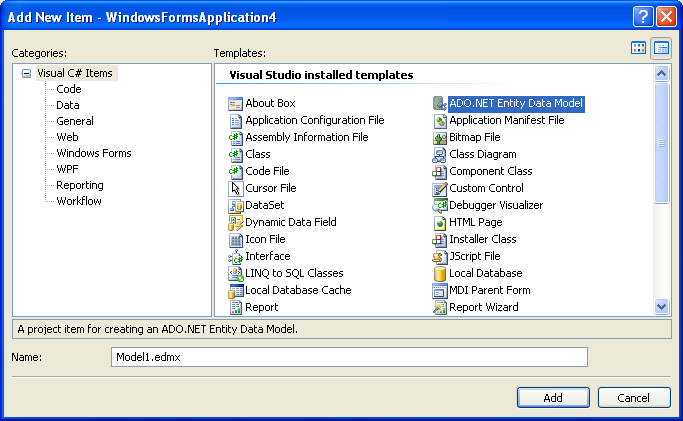 Add New Item - WindowsFormsApplication4
Categories:
Templates:
Visual C# Items
Code
Data
General
Web
Windows Forms
WPF
Reporting
Workflow
Visual Studio installed templates
About Box
ADO.NET Entity Data Model
Application Configuration File
Application Manifest File
Assembly Information File
Bitmap File
Class
Class Diagram
Code File
Component Class
Cursor File
Custom Control
DataSet
Debugger Visualizer
Dynamic Data Field
HTML Page
Icon File
Installer Class
Interface
JScript File
LINQ to SQL Classes
Local Database
Local Database Cache
MDI Parent Form
Report
Report Wizard
A project item for creating an ADO.NET Entity Data Model.
Name:
Model1.edmx
Add
Cancel